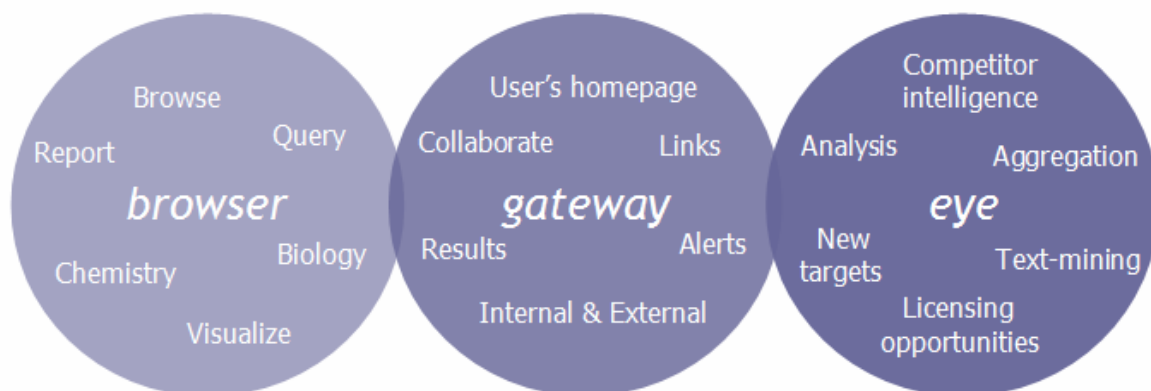 Browse
Query
Report
browser
Biology
Chemistry
Visualize
User's homepage
Collaborate
Links
gateway
Results
Alerts
Internal & External
Competitor
intelligence
Analysis
Aggregation
eye
New
targets
Text-mining
Licensing
opportunities